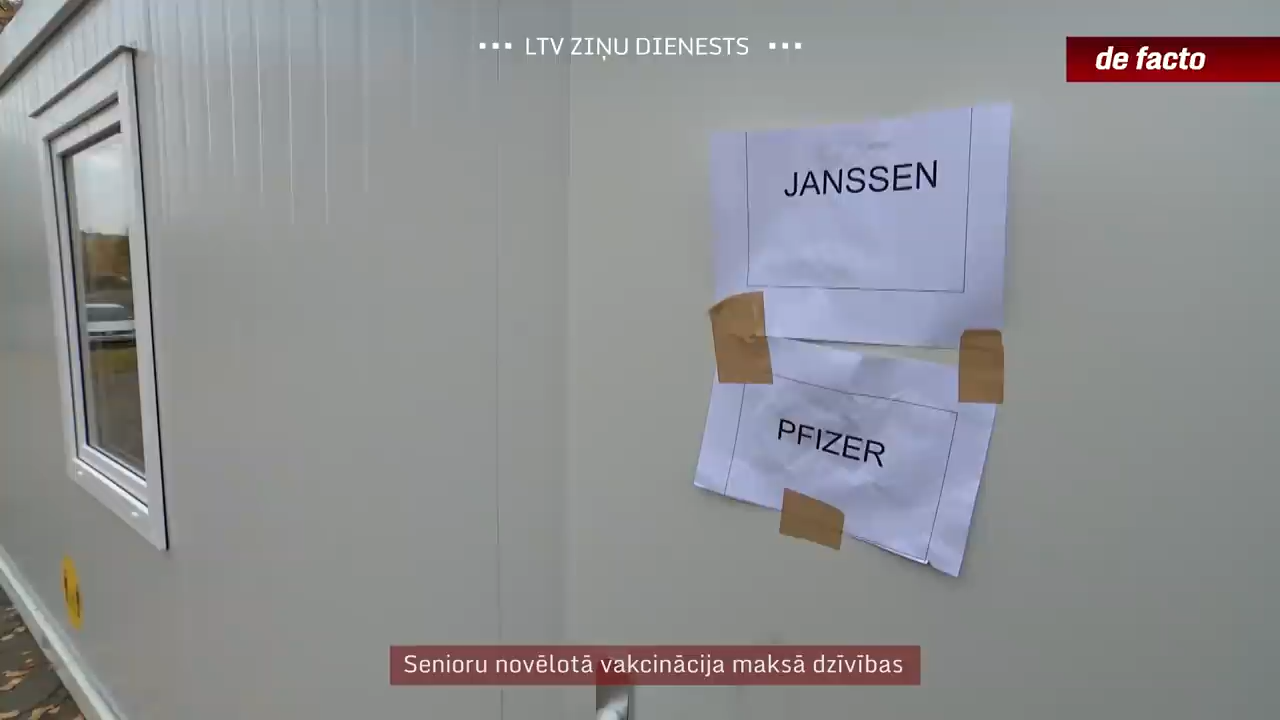 LTV ZIŅU DIENESTS
de facto
JANSSEN
PFIZER
Senioru novēlotā vakcinācija maksā dzīvības